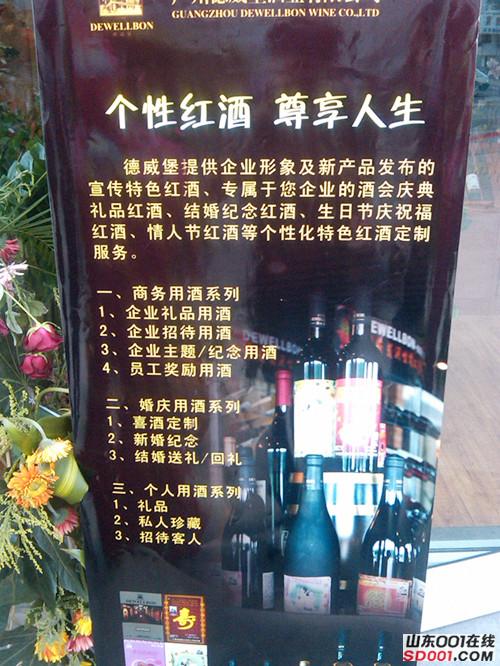 DEWELLBON
GUANGZHOU DEWELLBON WINE CO.,LTD
个性红酒 尊享人生
德威堡提供企业形象及新产品发布的
宣传特色红酒、专属于您企业的酒会庆典
礼品红酒、结婚纪念红酒、生日节庆祝福
红酒、情人节红酒等个性化特色红酒定制
服务。
一、商务用酒系列
1、企业礼品用酒
2、企业招待用酒
3、企业主题/纪念用酒
4、员工奖励用酒
二、婚庆用酒系列
1、喜酒定制
2、新婚纪念
3、结婚送礼/回礼
三、个人用酒系列
1、礼品
2、私人珍藏
3、招待客人
DEWELLBON
EWELLBON
DEWELLBON
寿
山东001在线
SD001.COM